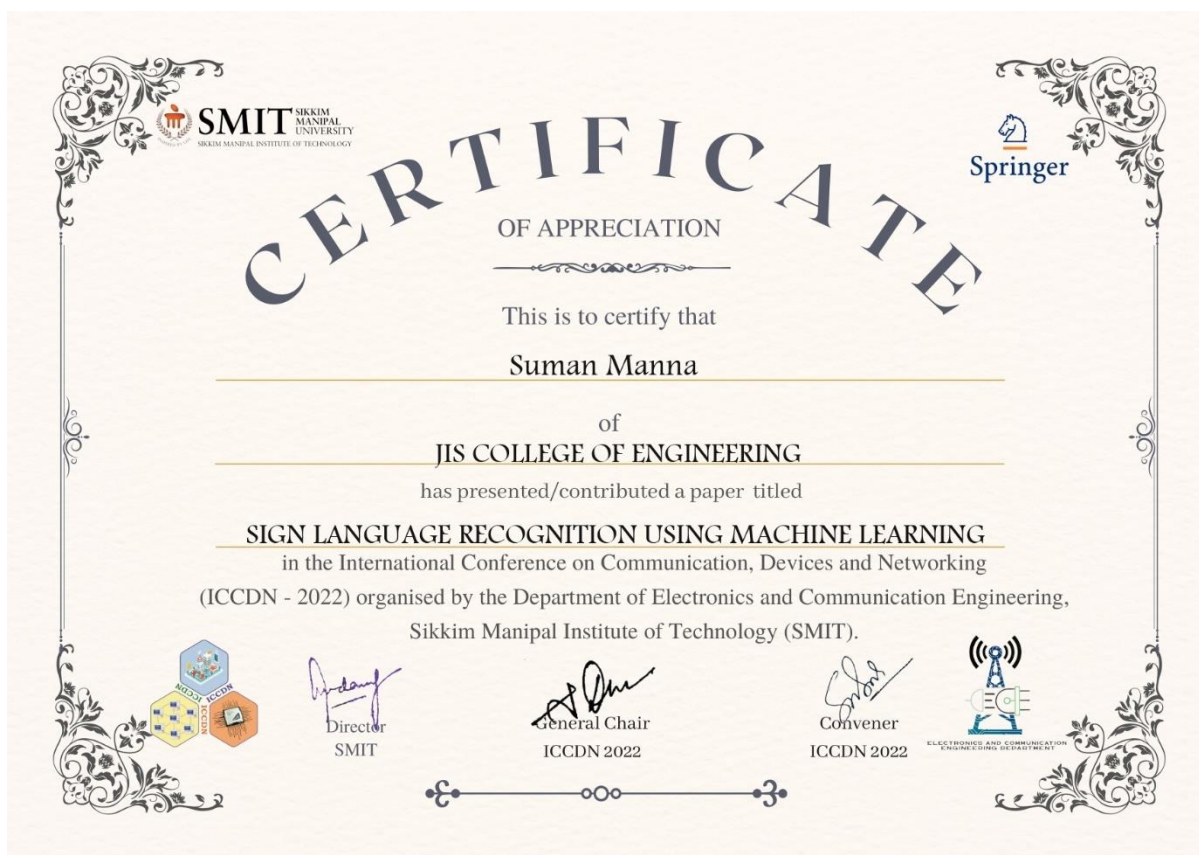 SMIT SIKKIM MANIPAL UNIVERSITY
SIKKIM MANIPAL INSTITUTE OF TECHNOLOGY
Springer
CERTIFICATE
OF APPRECIATION
This is to certify that
Suman Manna
of
JIS COLLEGE OF ENGINEERING
has presented/contributed a paper titled
SIGN LANGUAGE RECOGNITION USING MACHINE LEARNING
in the International Conference on Communication, Devices and Networking
(ICCDN - 2022) organised by the Department of Electronics and Communication Engineering,
Sikkim Manipal Institute of Technology (SMIT).
ICCDN
ICCDN
ICCDN
Director
SMIT
General Chair
ICCDN 2022
Convener
ICCDN 2022
ELECTRONICS AND COMMUNICATION
ENGINEERING DEPARTMENT